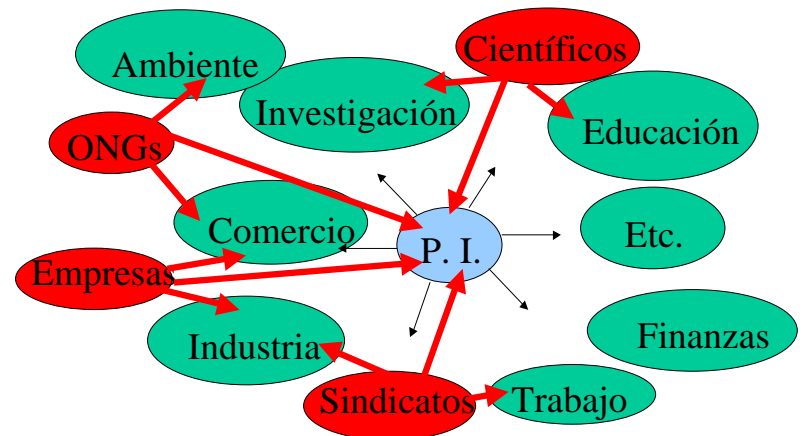 Científicos
Ambiente
Investigación
Educación
ONGs
Comercio
P. I.
Etc.
Empresas
Industria
Finanzas
Sindicatos
Trabajo